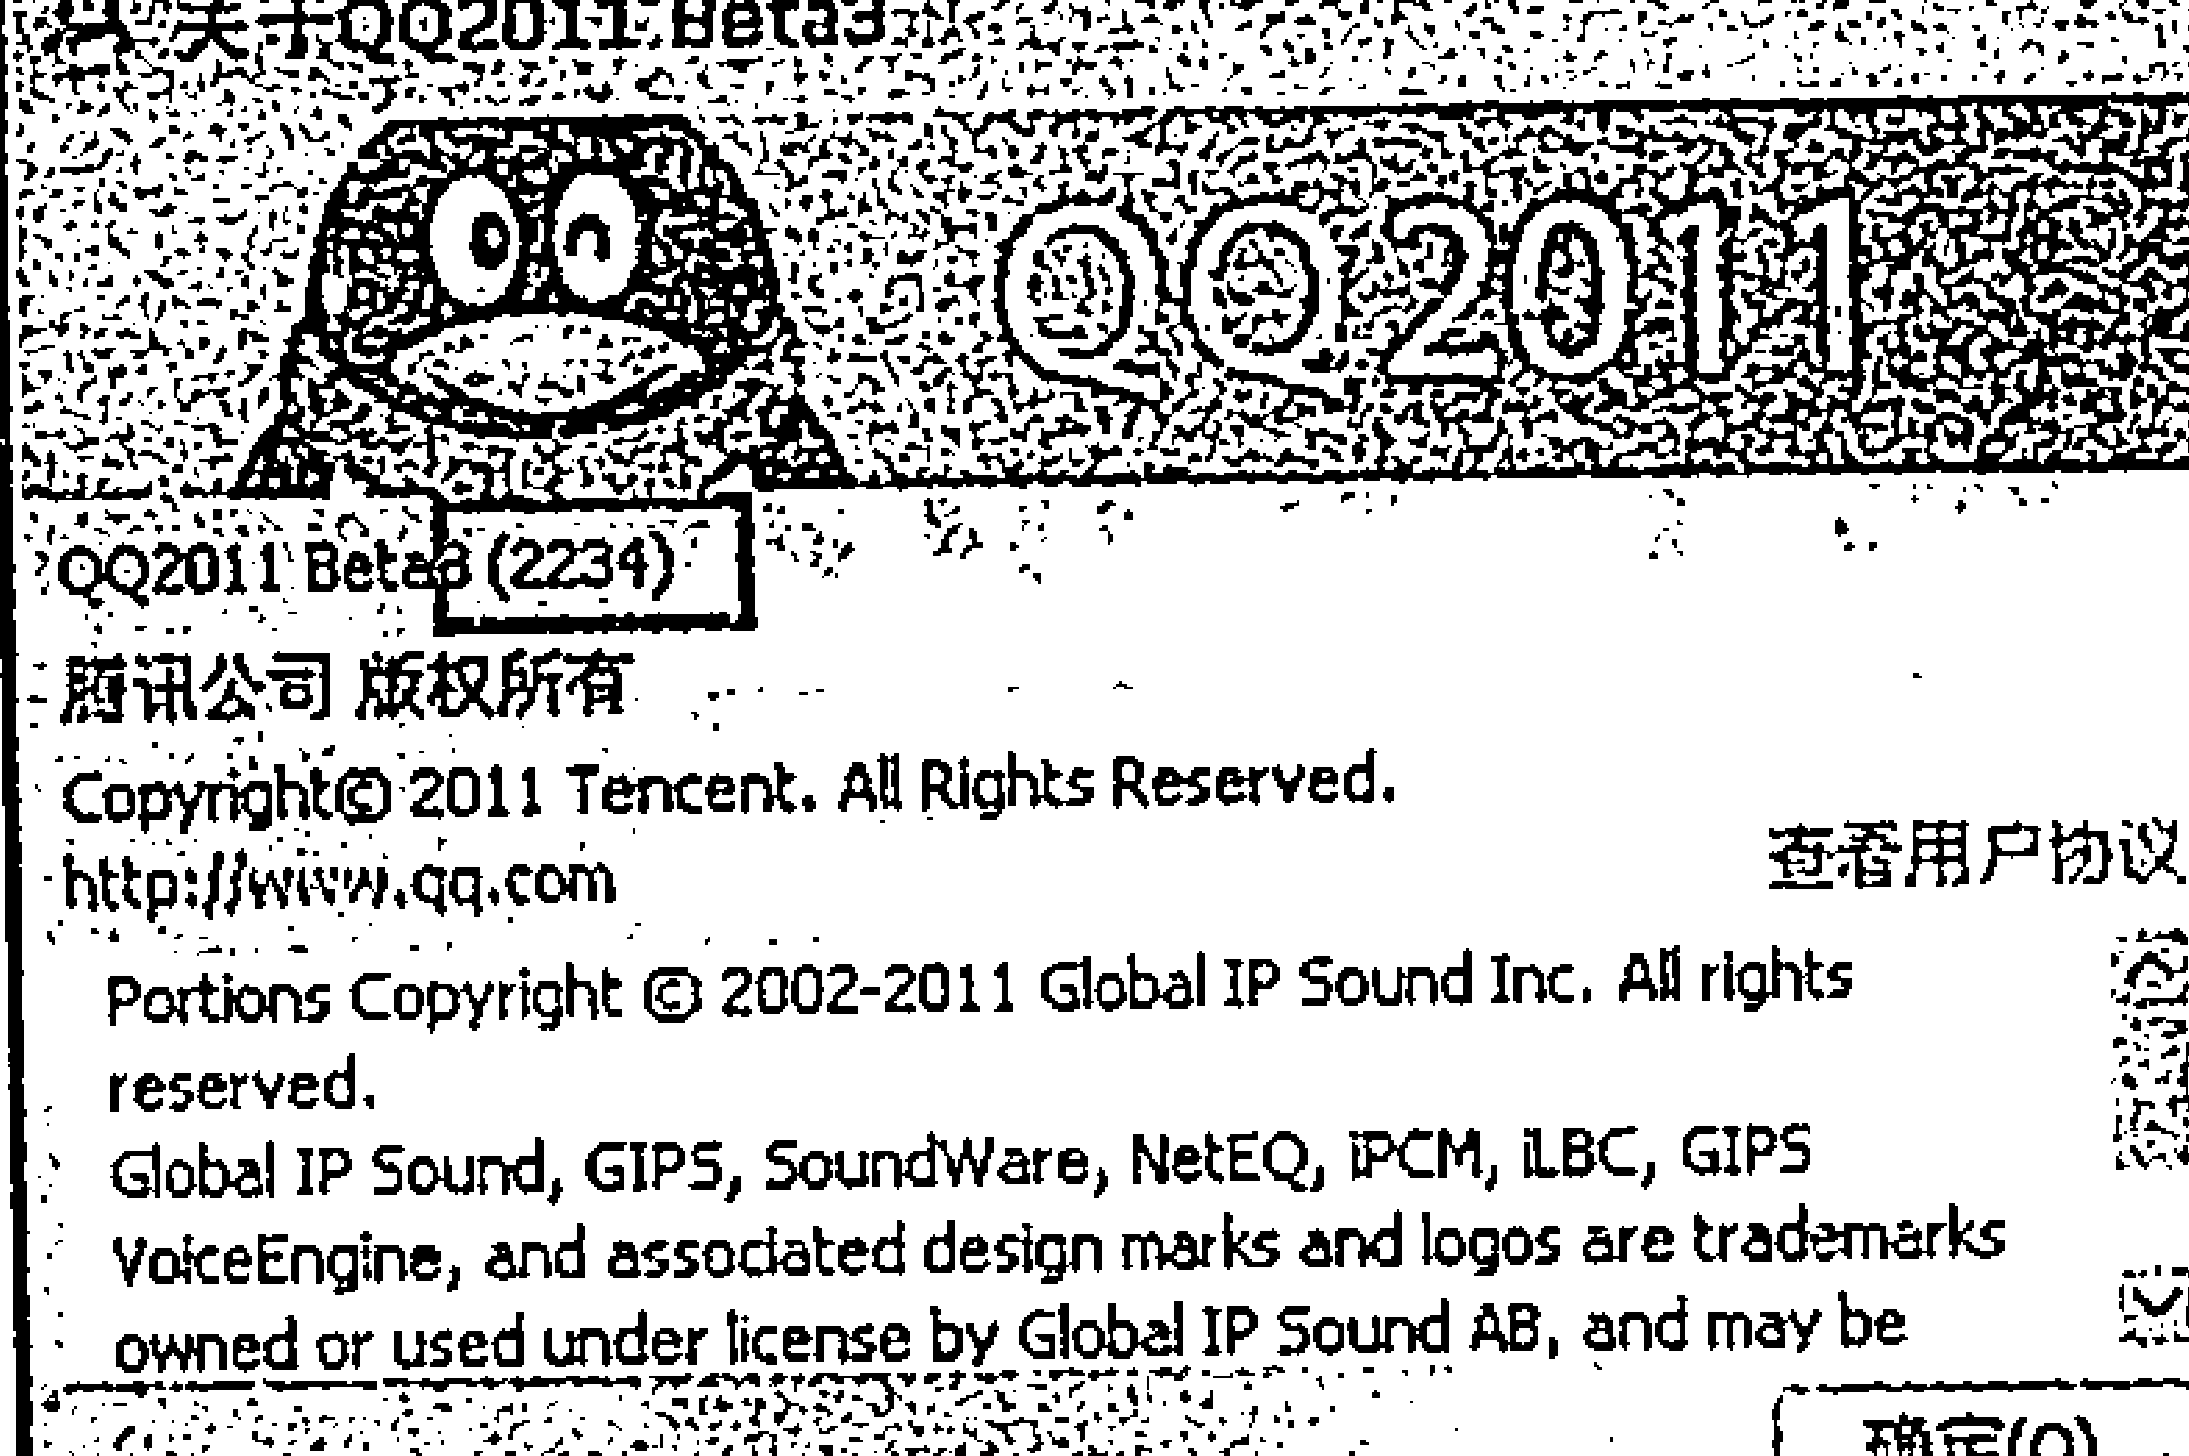 关于QQ2011 Beta3
QQ2011
QQ2011 Beta3 (2234)
腾讯公司 版权所有
Copyright© 2011 Tencent. All Rights Reserved.
http://www.qq.com
查看用户协议
Portions Copyright © 2002-2011 Global IP Sound Inc. All rights
reserved.
Global IP Sound, GIPS, SoundWare, NetEQ, iPCM, iLBC, GIPS
VoiceEngine, and associated design marks and logos are trademarks
owned or used under license by Global IP Sound AB, and may be
确定(O)